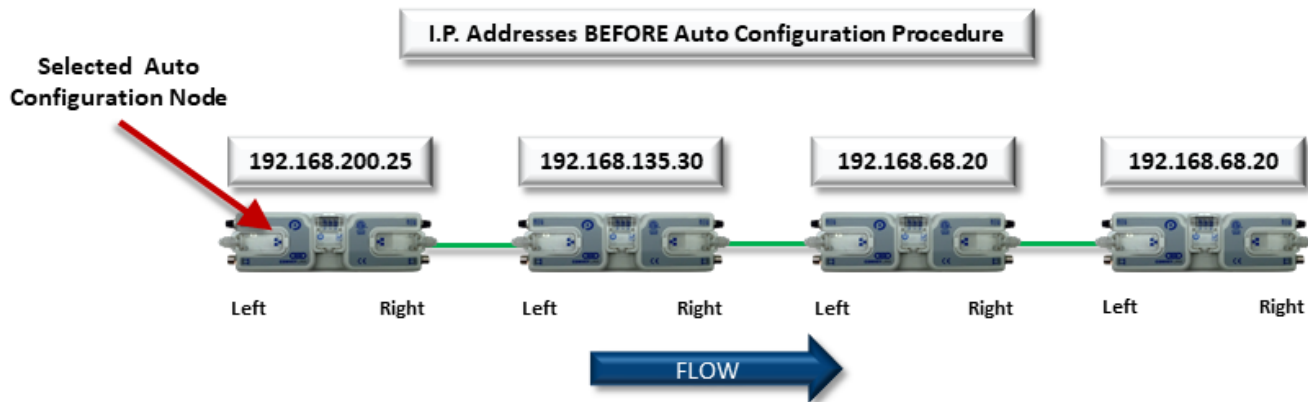 I.P. Addresses BEFORE Auto Configuration Procedure
Selected Auto
Configuration Node
192.168.200.25
192.168.135.30
192.168.68.20
192.168.68.20
Left
Right
Left
Right
Left
Right
Left
Right
FLOW